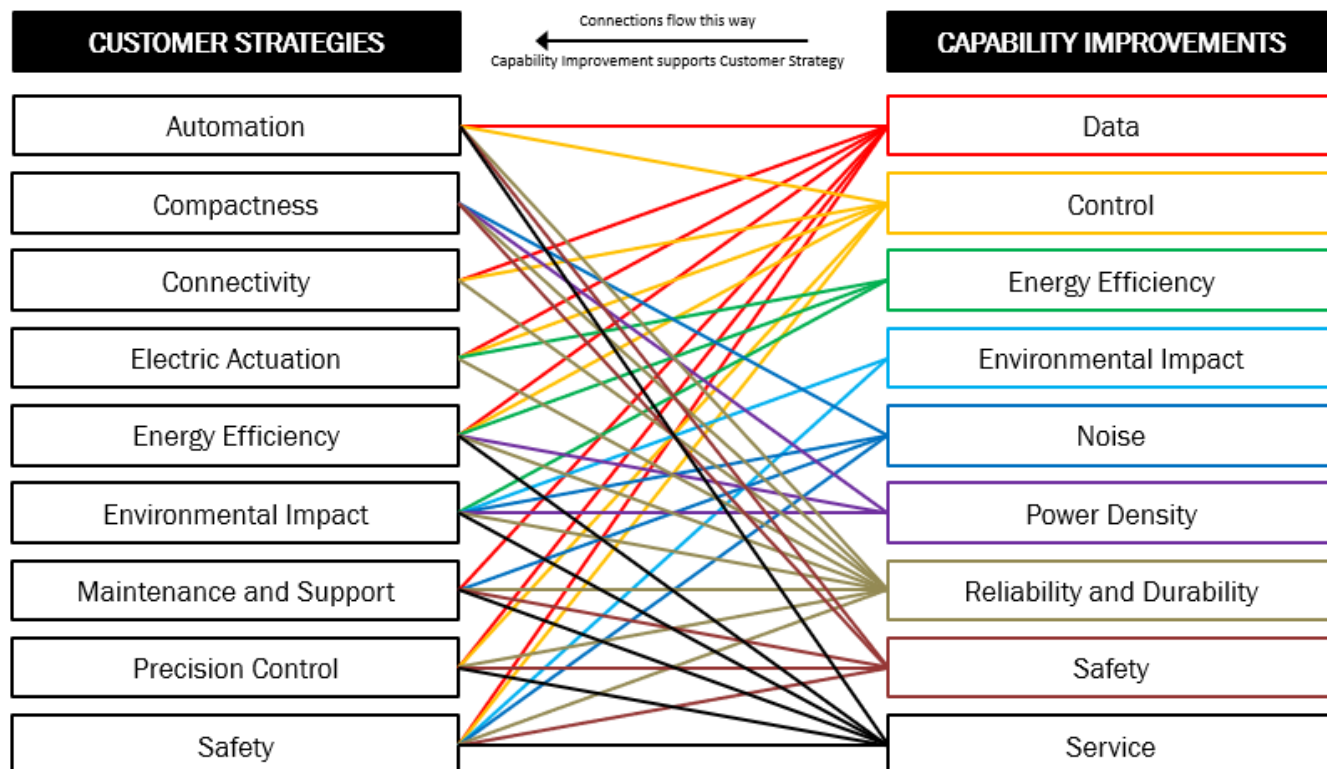 CUSTOMER STRATEGIES
Connections flow this way
Capability Improvement supports Customer Strategy
CAPABILITY IMPROVEMENTS
Automation
Data
Compactness
Control
Connectivity
Energy Efficiency
Electric Actuation
Environmental Impact
Energy Efficiency
Noise
Environmental Impact
Power Density
Maintenance and Support
Reliability and Durability
Precision Control
Safety
Safety
Service